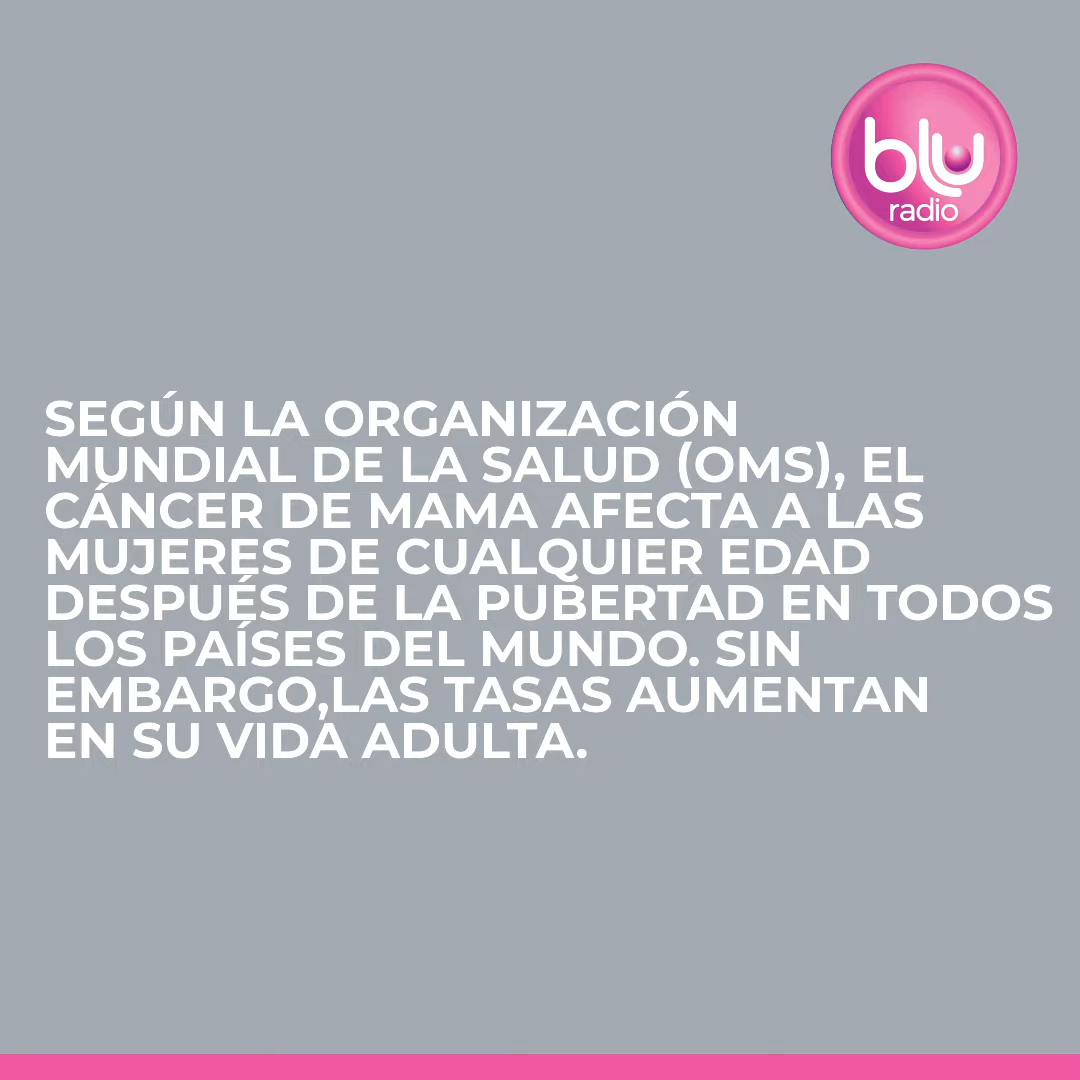 blu
radio
SEGÚN LA ORGANIZACIÓN
MUNDIAL DE LA SALUD (OMS), EL
CÁNCER DE MAMA AFECTA A LAS
MUJERES DE CUALQUIER EDAD
DESPUÉS DE LA PUBERTAD EN TODOS
LOS PAÍSES DEL MUNDO. SIN
EMBARGO,LAS TASAS AUMENTAN
EN SU VIDA ADULTA.